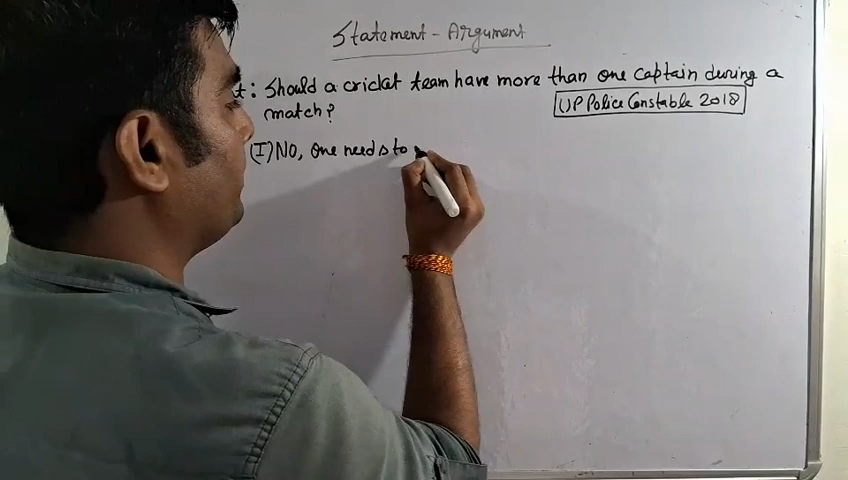 Statement - Argument
t: Should a cricket team have more than one captain during a
match?
UP Police Constable 2018
(I) No, One needs to